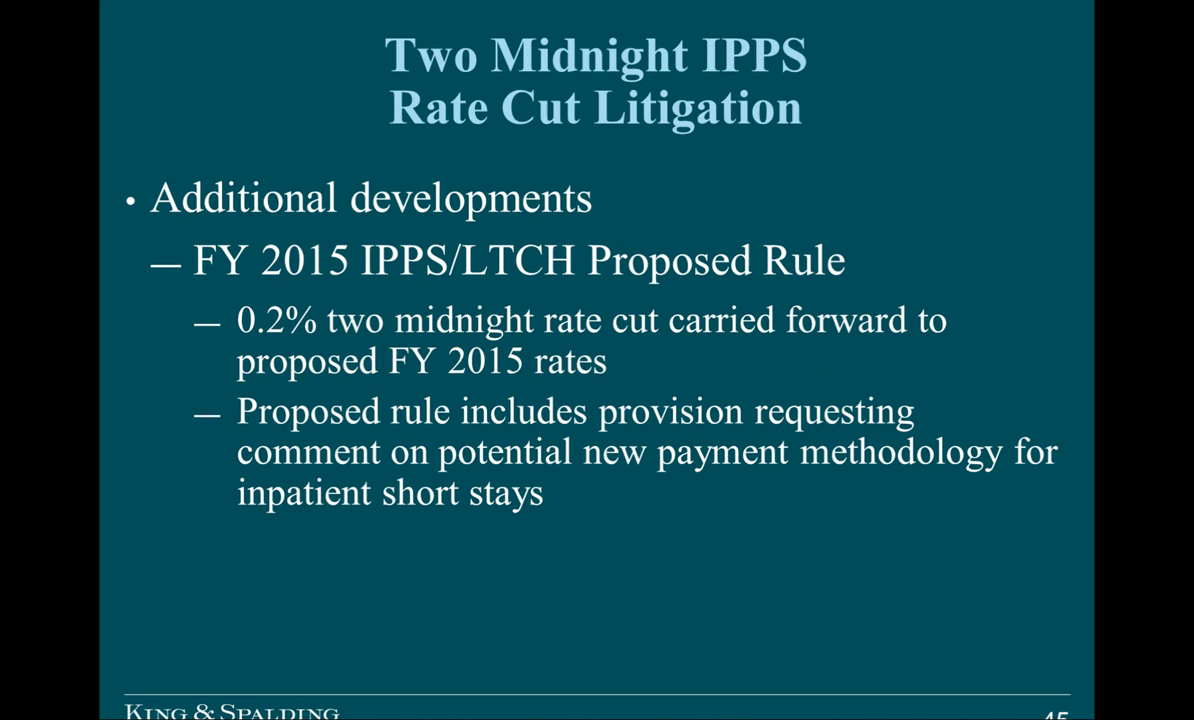 Two Midnight IPPS
Rate Cut Litigation
• Additional developments
— FY 2015 IPPS/LTCH Proposed Rule
— 0.2% two midnight rate cut carried forward to
proposed FY 2015 rates
— Proposed rule includes provision requesting
comment on potential new payment methodology for
inpatient short stays
KING & SPALDING
45